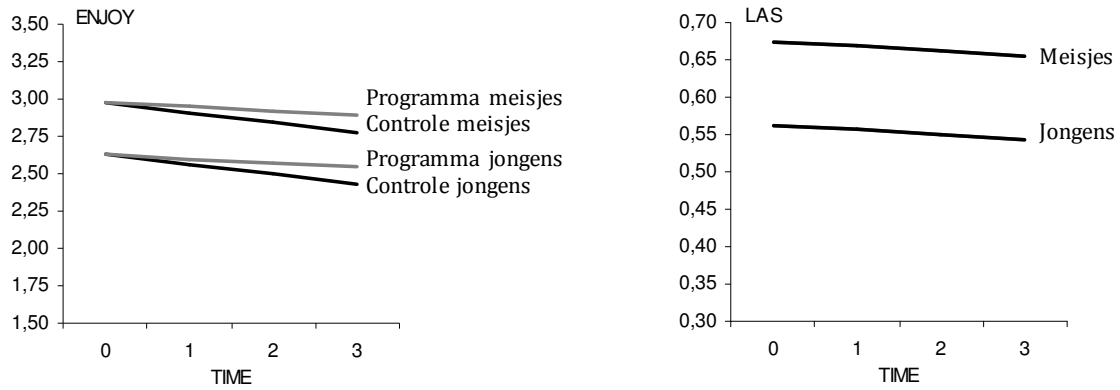 ENJOY
3,50
3,25
3,00
2,75
2,50
2,25
2,00
1,75
1,50
Programma meisjes
Controle meisjes
Programma jongens
Controle jongens
0 1 2 3
TIME
LAS
0,70
0,65
0,60
0,55
0,50
0,45
0,40
0,35
0,30
Meisjes
Jongens
0 1 2 3
TIME